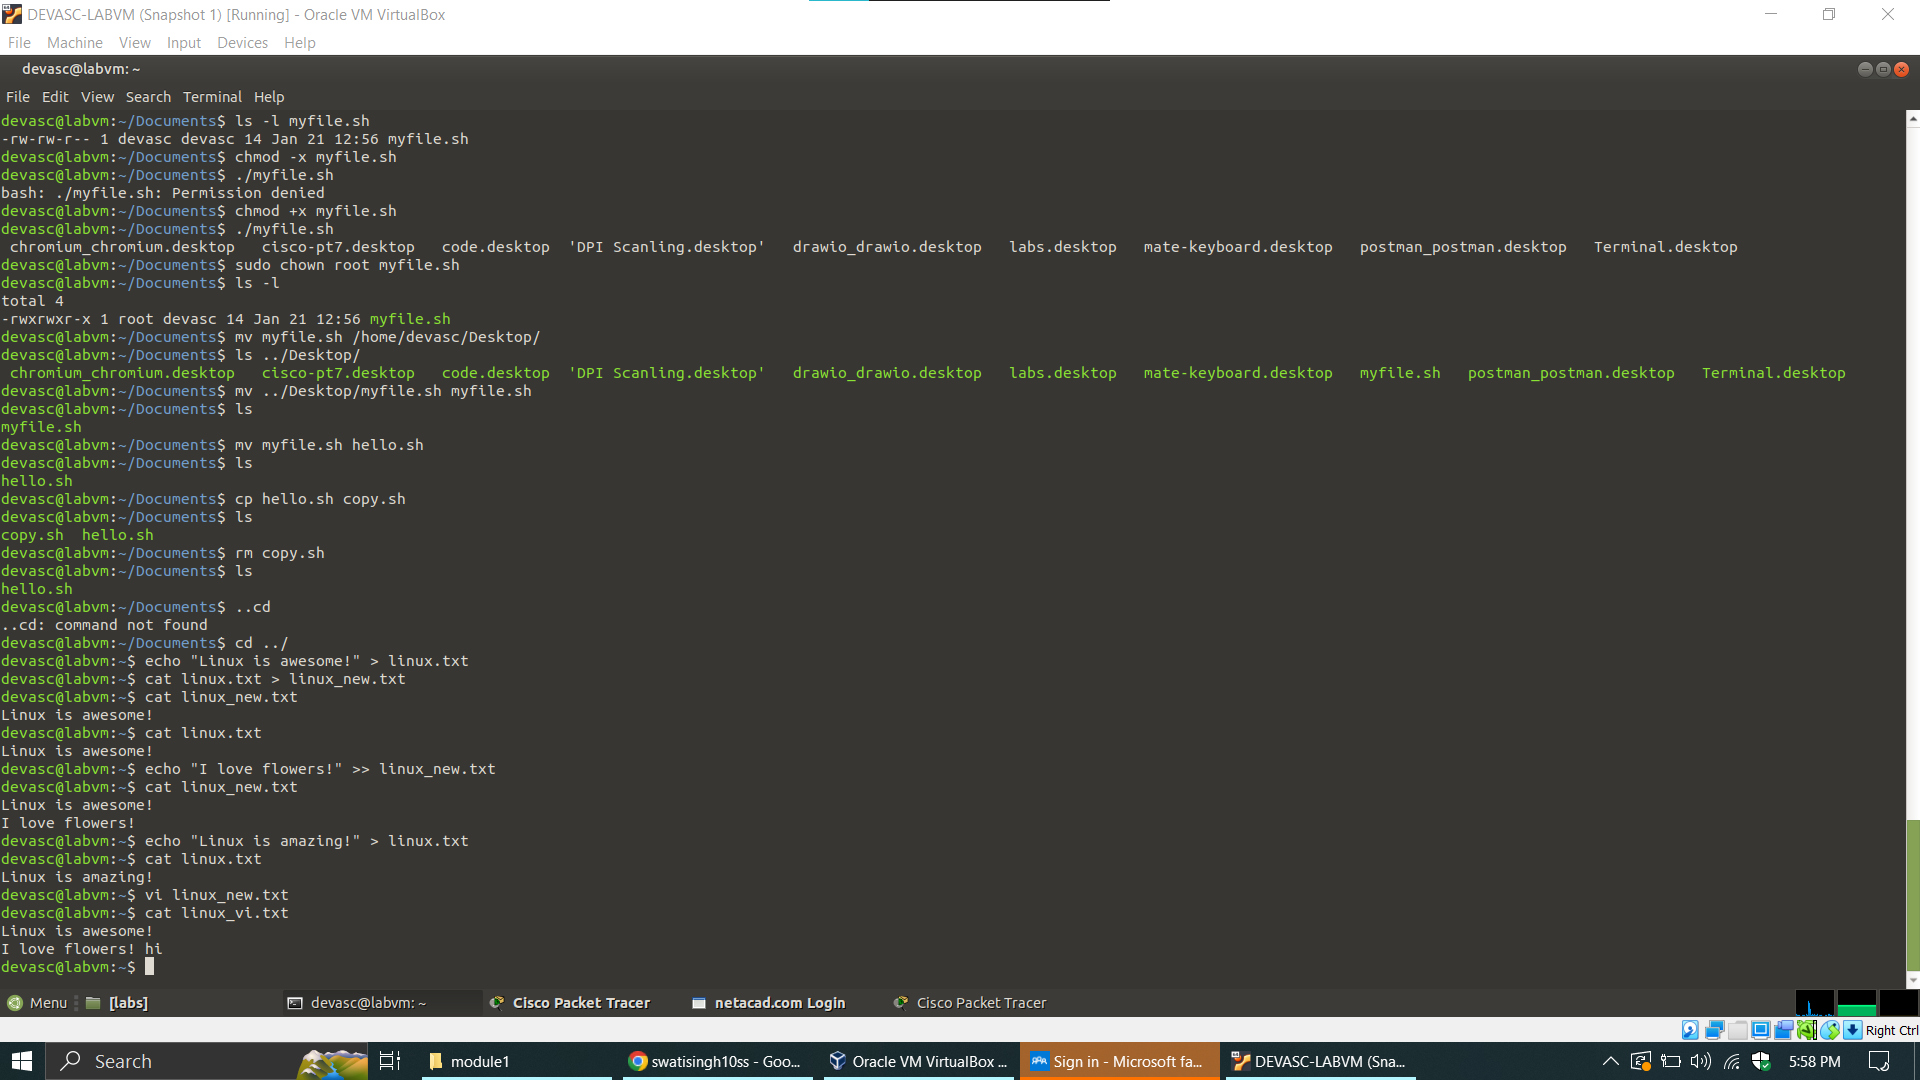 DEVASC-LABVM (Snapshot 1) [Running] - Oracle VM VirtualBox
File Machine View Input Devices Help
devasc@labvm: ~
File Edit View Search Terminal Help
devasc@labvm:~/Documents$ ls -l myfile.sh
-rw-rw-r-- 1 devasc devasc 14 Jan 21 12:56 myfile.sh
devasc@labvm:~/Documents$ chmod -x myfile.sh
devasc@labvm:~/Documents$ ./myfile.sh
bash: ./myfile.sh: Permission denied
devasc@labvm:~/Documents$ chmod +x myfile.sh
devasc@labvm:~/Documents$ ./myfile.sh
chromium_chromium.desktop cisco-pt7.desktop code.desktop 'DPI Scanling.desktop' drawio_drawio.desktop labs.desktop mate-keyboard.desktop postman_postman.desktop Terminal.desktop
devasc@labvm:~/Documents$ sudo chown root myfile.sh
devasc@labvm:~/Documents$ ls -l
total 4
-rwxrwxr-x 1 root devasc 14 Jan 21 12:56 myfile.sh
devasc@labvm:~/Documents$ mv myfile.sh /home/devasc/Desktop/
devasc@labvm:~/Documents$ ls ../Desktop/
chromium_chromium.desktop cisco-pt7.desktop code.desktop 'DPI Scanling.desktop' drawio_drawio.desktop labs.desktop mate-keyboard.desktop myfile.sh postman_postman.desktop Terminal.desktop
devasc@labvm:~/Documents$ mv ../Desktop/myfile.sh myfile.sh
devasc@labvm:~/Documents$ ls
myfile.sh
devasc@labvm:~/Documents$ mv myfile.sh hello.sh
devasc@labvm:~/Documents$ ls
hello.sh
devasc@labvm:~/Documents$ cp hello.sh copy.sh
devasc@labvm:~/Documents$ ls
copy.sh hello.sh
devasc@labvm:~/Documents$ rm copy.sh
devasc@labvm:~/Documents$ ls
hello.sh
devasc@labvm:~/Documents$ ..cd
..cd: command not found
devasc@labvm:~/Documents$ cd ../
devasc@labvm:~$ echo "Linux is awesome!" > linux.txt
devasc@labvm:~$ cat linux.txt > linux_new.txt
devasc@labvm:~$ cat linux_new.txt
Linux is awesome!
devasc@labvm:~$ cat linux.txt
Linux is awesome!
devasc@labvm:~$ echo "I love flowers!" >> linux_new.txt
devasc@labvm:~$ cat linux_new.txt
Linux is awesome!
I love flowers!
devasc@labvm:~$ echo "Linux is amazing!" > linux.txt
devasc@labvm:~$ cat linux.txt
Linux is amazing!
devasc@labvm:~$ vi linux_new.txt
devasc@labvm:~$ cat linux_vi.txt
Linux is awesome!
I love flowers! hi
devasc@labvm:~$
Menu [labs] devasc@labvm: ~ Cisco Packet Tracer netacad.com Login Cisco Packet Tracer
Right Ctrl
Search module1 swatisingh10ss - Goo... Oracle VM VirtualBox ... Sign in - Microsoft fa... DEVASC-LABVM (Sna... 5:58 PM